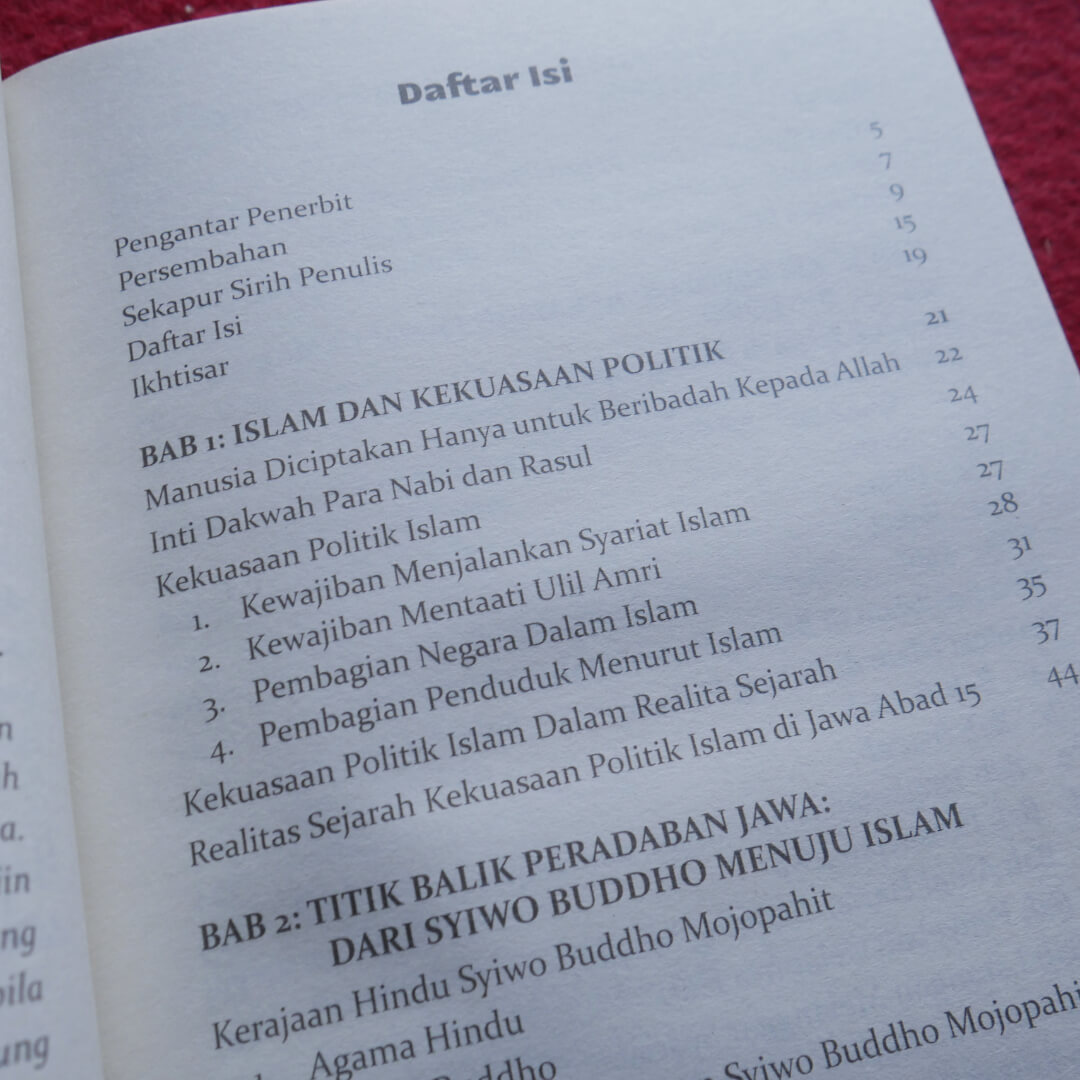 Daftar Isi
Pengantar Penerbit 5
Persembahan 7
Sekapur Sirih Penulis 9
Daftar Isi 15
Ikhtisar 19
BAB 1: ISLAM DAN KEKUASAAN POLITIK 21
Manusia Diciptakan Hanya untuk Beribadah Kepada Allah 22
Inti Dakwah Para Nabi dan Rasul 24
Kekuasaan Politik Islam 27
1. Kewajiban Menjalankan Syariat Islam 27
2. Kewajiban Mentaati Ulil Amri 28
3. Pembagian Negara Dalam Islam 31
4. Pembagian Penduduk Menurut Islam 35
Kekuasaan Politik Islam Dalam Realita Sejarah 37
Realitas Sejarah Kekuasaan Politik Islam di Jawa Abad 15 44
BAB 2: TITIK BALIK PERADABAN JAWA:
DARI SYIWO BUDDHO MENUJU ISLAM
Kerajaan Hindu Syiwo Buddho Mojopahit
Agama Hindu
Syiwo Buddho